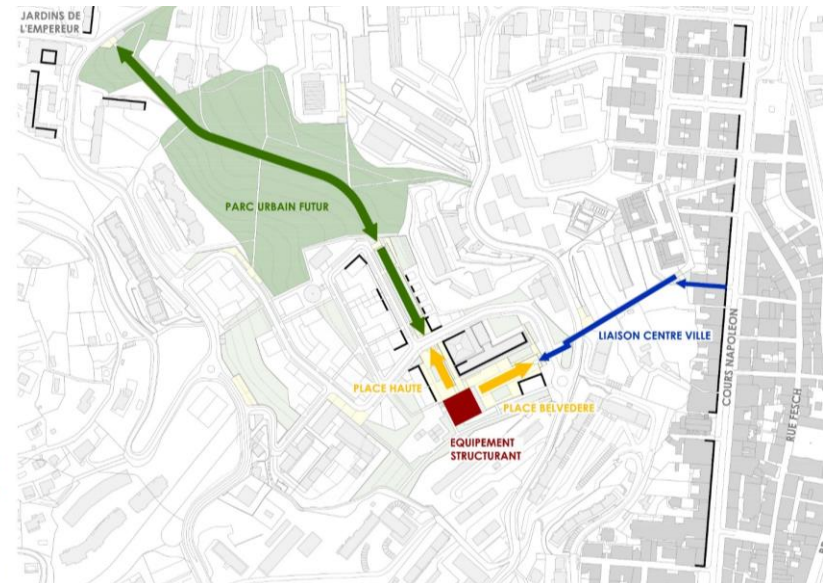 JARDINS DE
L'EMPEREUR
PARC URBAIN FUTUR
LIAISON CENTRE VILLE
COURS NAPOLEON
RUE FESCH
PLACE HAUTE
PLACE BELVEDERE
EQUIPEMENT
STRUCTURANT